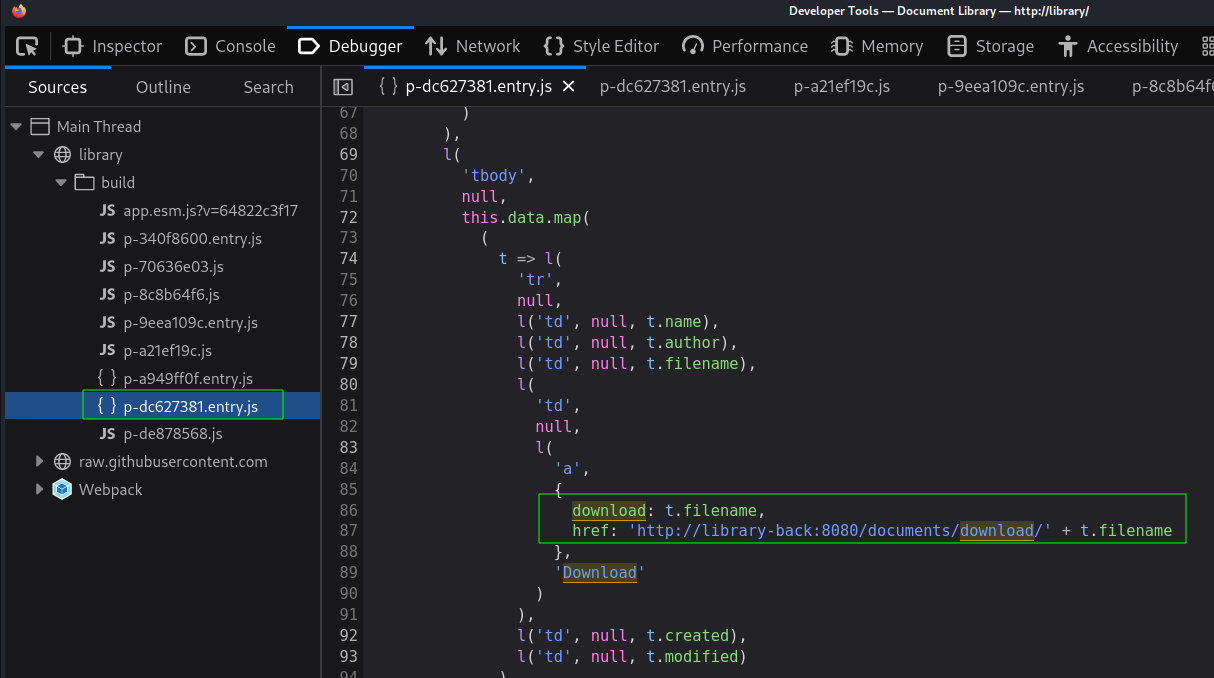 Developer Tools — Document Library — http://library/
Inspector Console Debugger Network Style Editor Performance Memory Storage Accessibility
Sources Outline Search
{ } p-dc627381.entry.js × p-dc627381.entry.js p-a21ef19c.js p-9eea109c.entry.js p-8c8b64f6
Main Thread
library
build
JS app.esm.js?v=64822c3f17
JS p-340f8600.entry.js
JS p-70636e03.js
JS p-8c8b64f6.js
JS p-9eea109c.entry.js
JS p-a21ef19c.js
{ } p-a949ff0f.entry.js
{ } p-dc627381.entry.js
JS p-de878568.js
raw.githubusercontent.com
Webpack
67 )
68 ),
69 l(
70 'tbody',
71 null,
72 this.data.map(
73 (
74 t => l(
75 'tr',
76 null,
77 l('td', null, t.name),
78 l('td', null, t.author),
79 l('td', null, t.filename),
80 l(
81 'td',
82 null,
83 l(
84 'a',
85 {
86 download: t.filename,
87 href: 'http://library-back:8080/documents/download/' + t.filename
88 },
89 'Download'
90 )
91 ),
92 l('td', null, t.created),
93 l('td', null, t.modified)
94 )